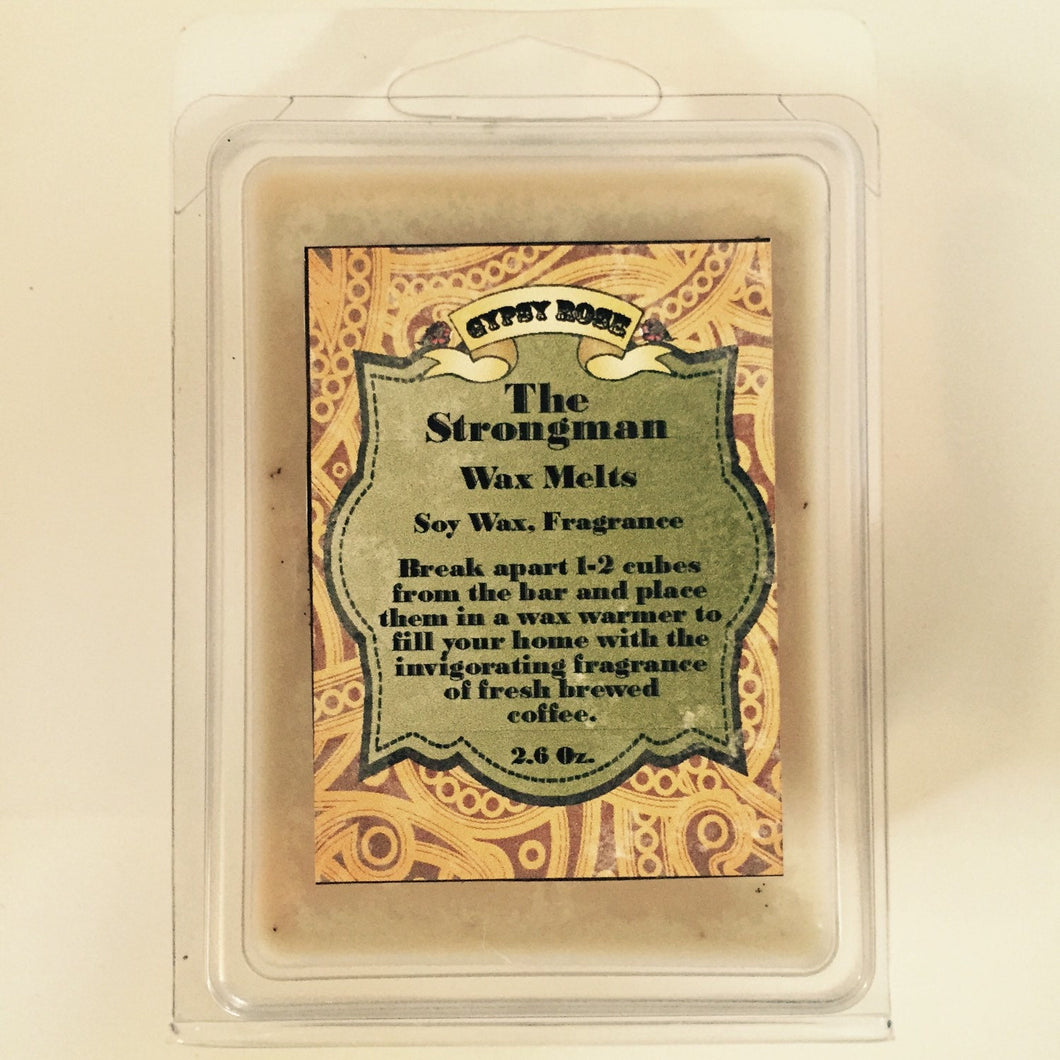 GYPSY ROSE
The
Strongman
Wax Melts
Soy Wax, Fragrance
Break apart 1-2 cubes
from the bar and place
them in a wax warmer to
fill your home with the
invigorating fragrance
of fresh brewed
coffee.
2.6 Oz.